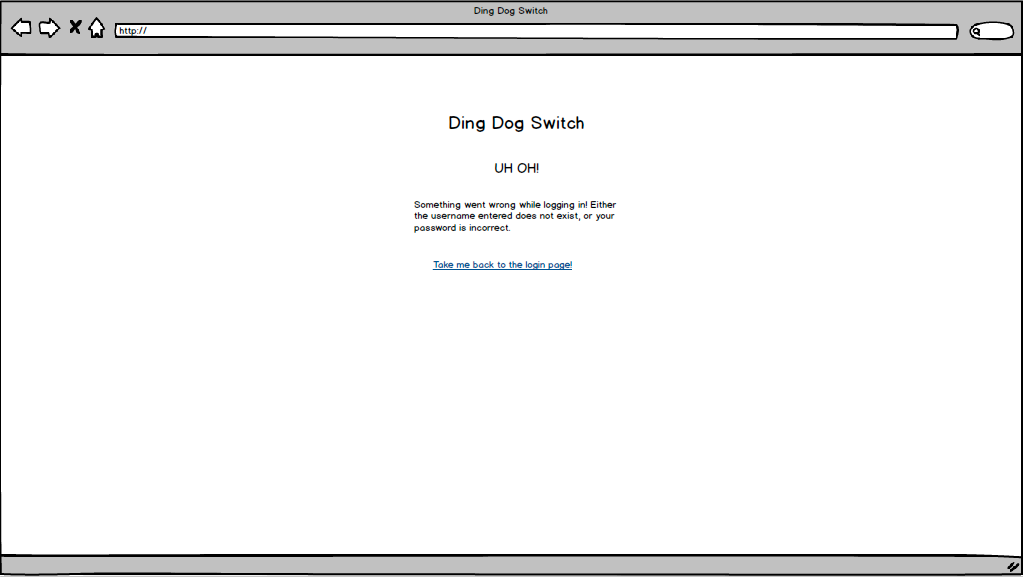 Ding Dog Switch
http://
Ding Dog Switch
UH OH!
Something went wrong while logging in! Either
the username entered does not exist, or your
password is incorrect.
Take me back to the login page!